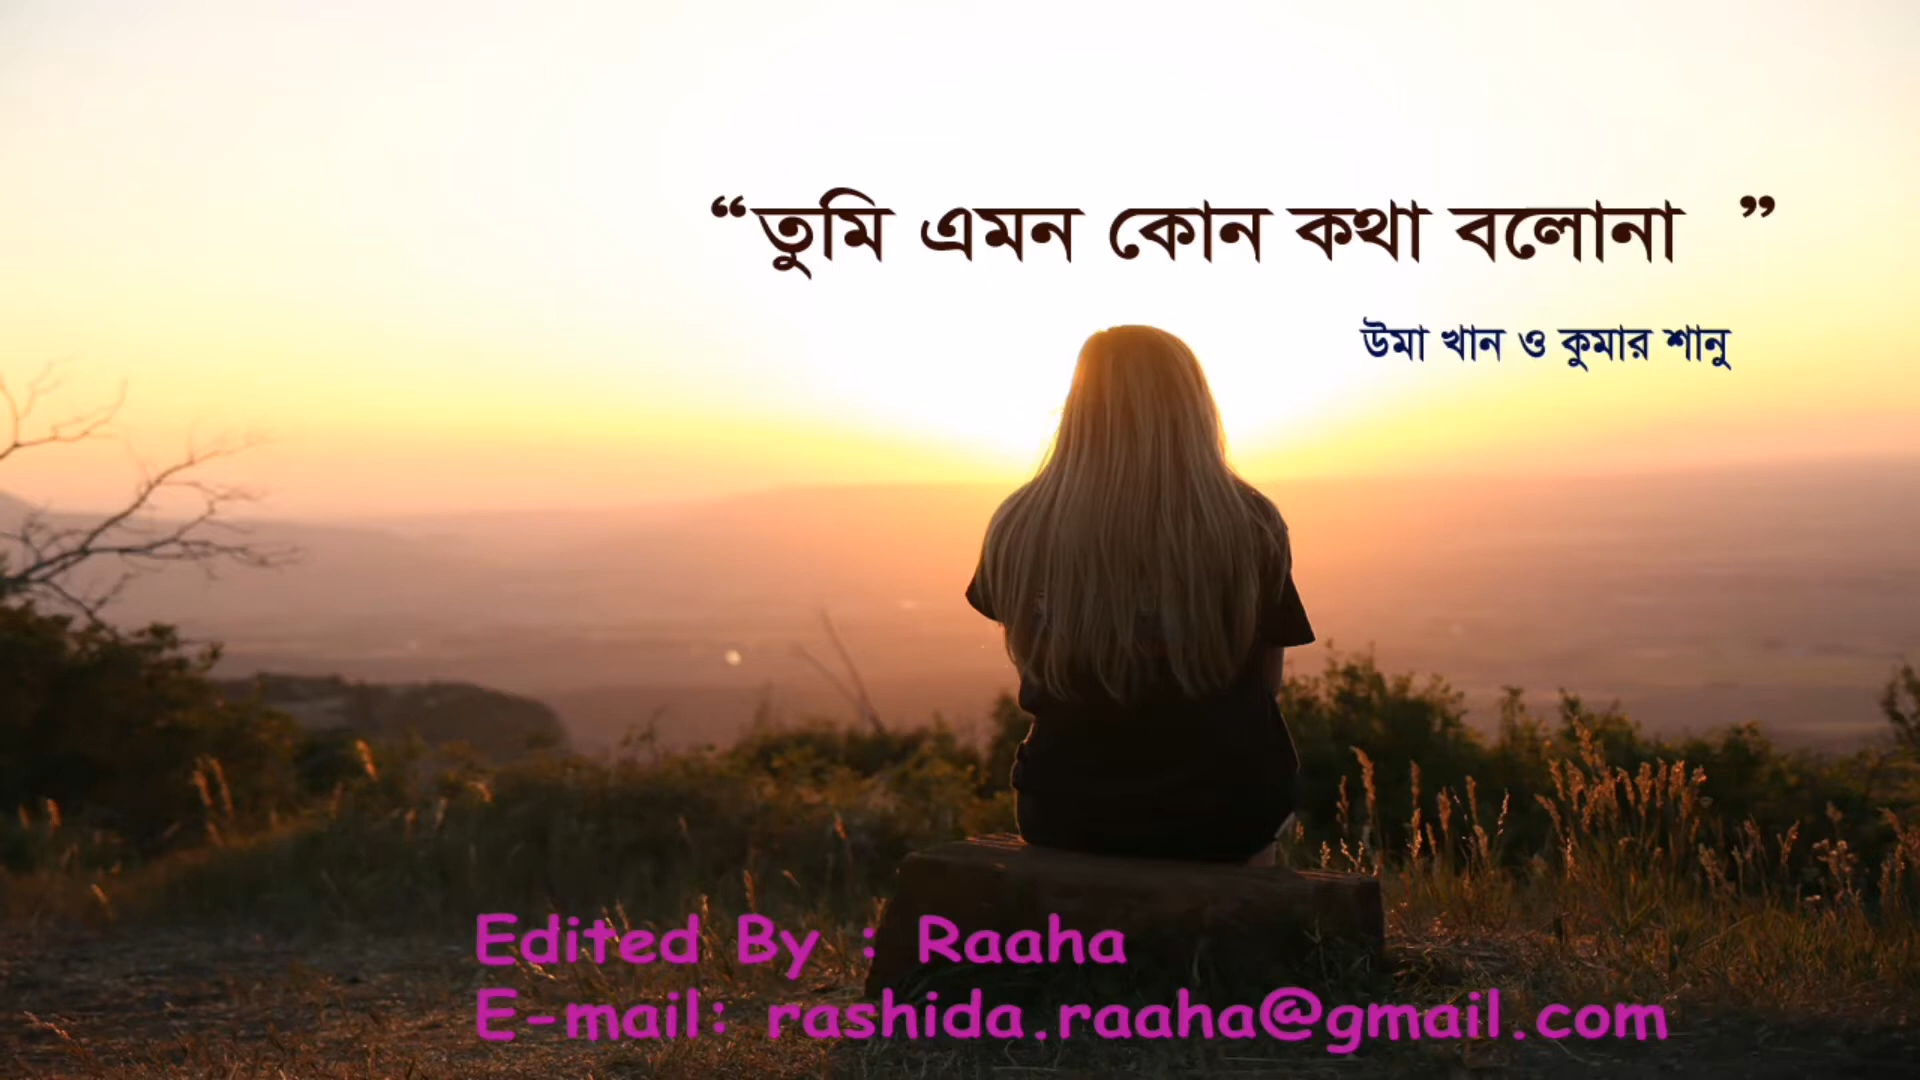 “তুমি এমন কোন কথা বলোনা ”
উমা খান ও কুমার শানু
Edited By : Raaha
E-mail: rashida.raaha@gmail.com